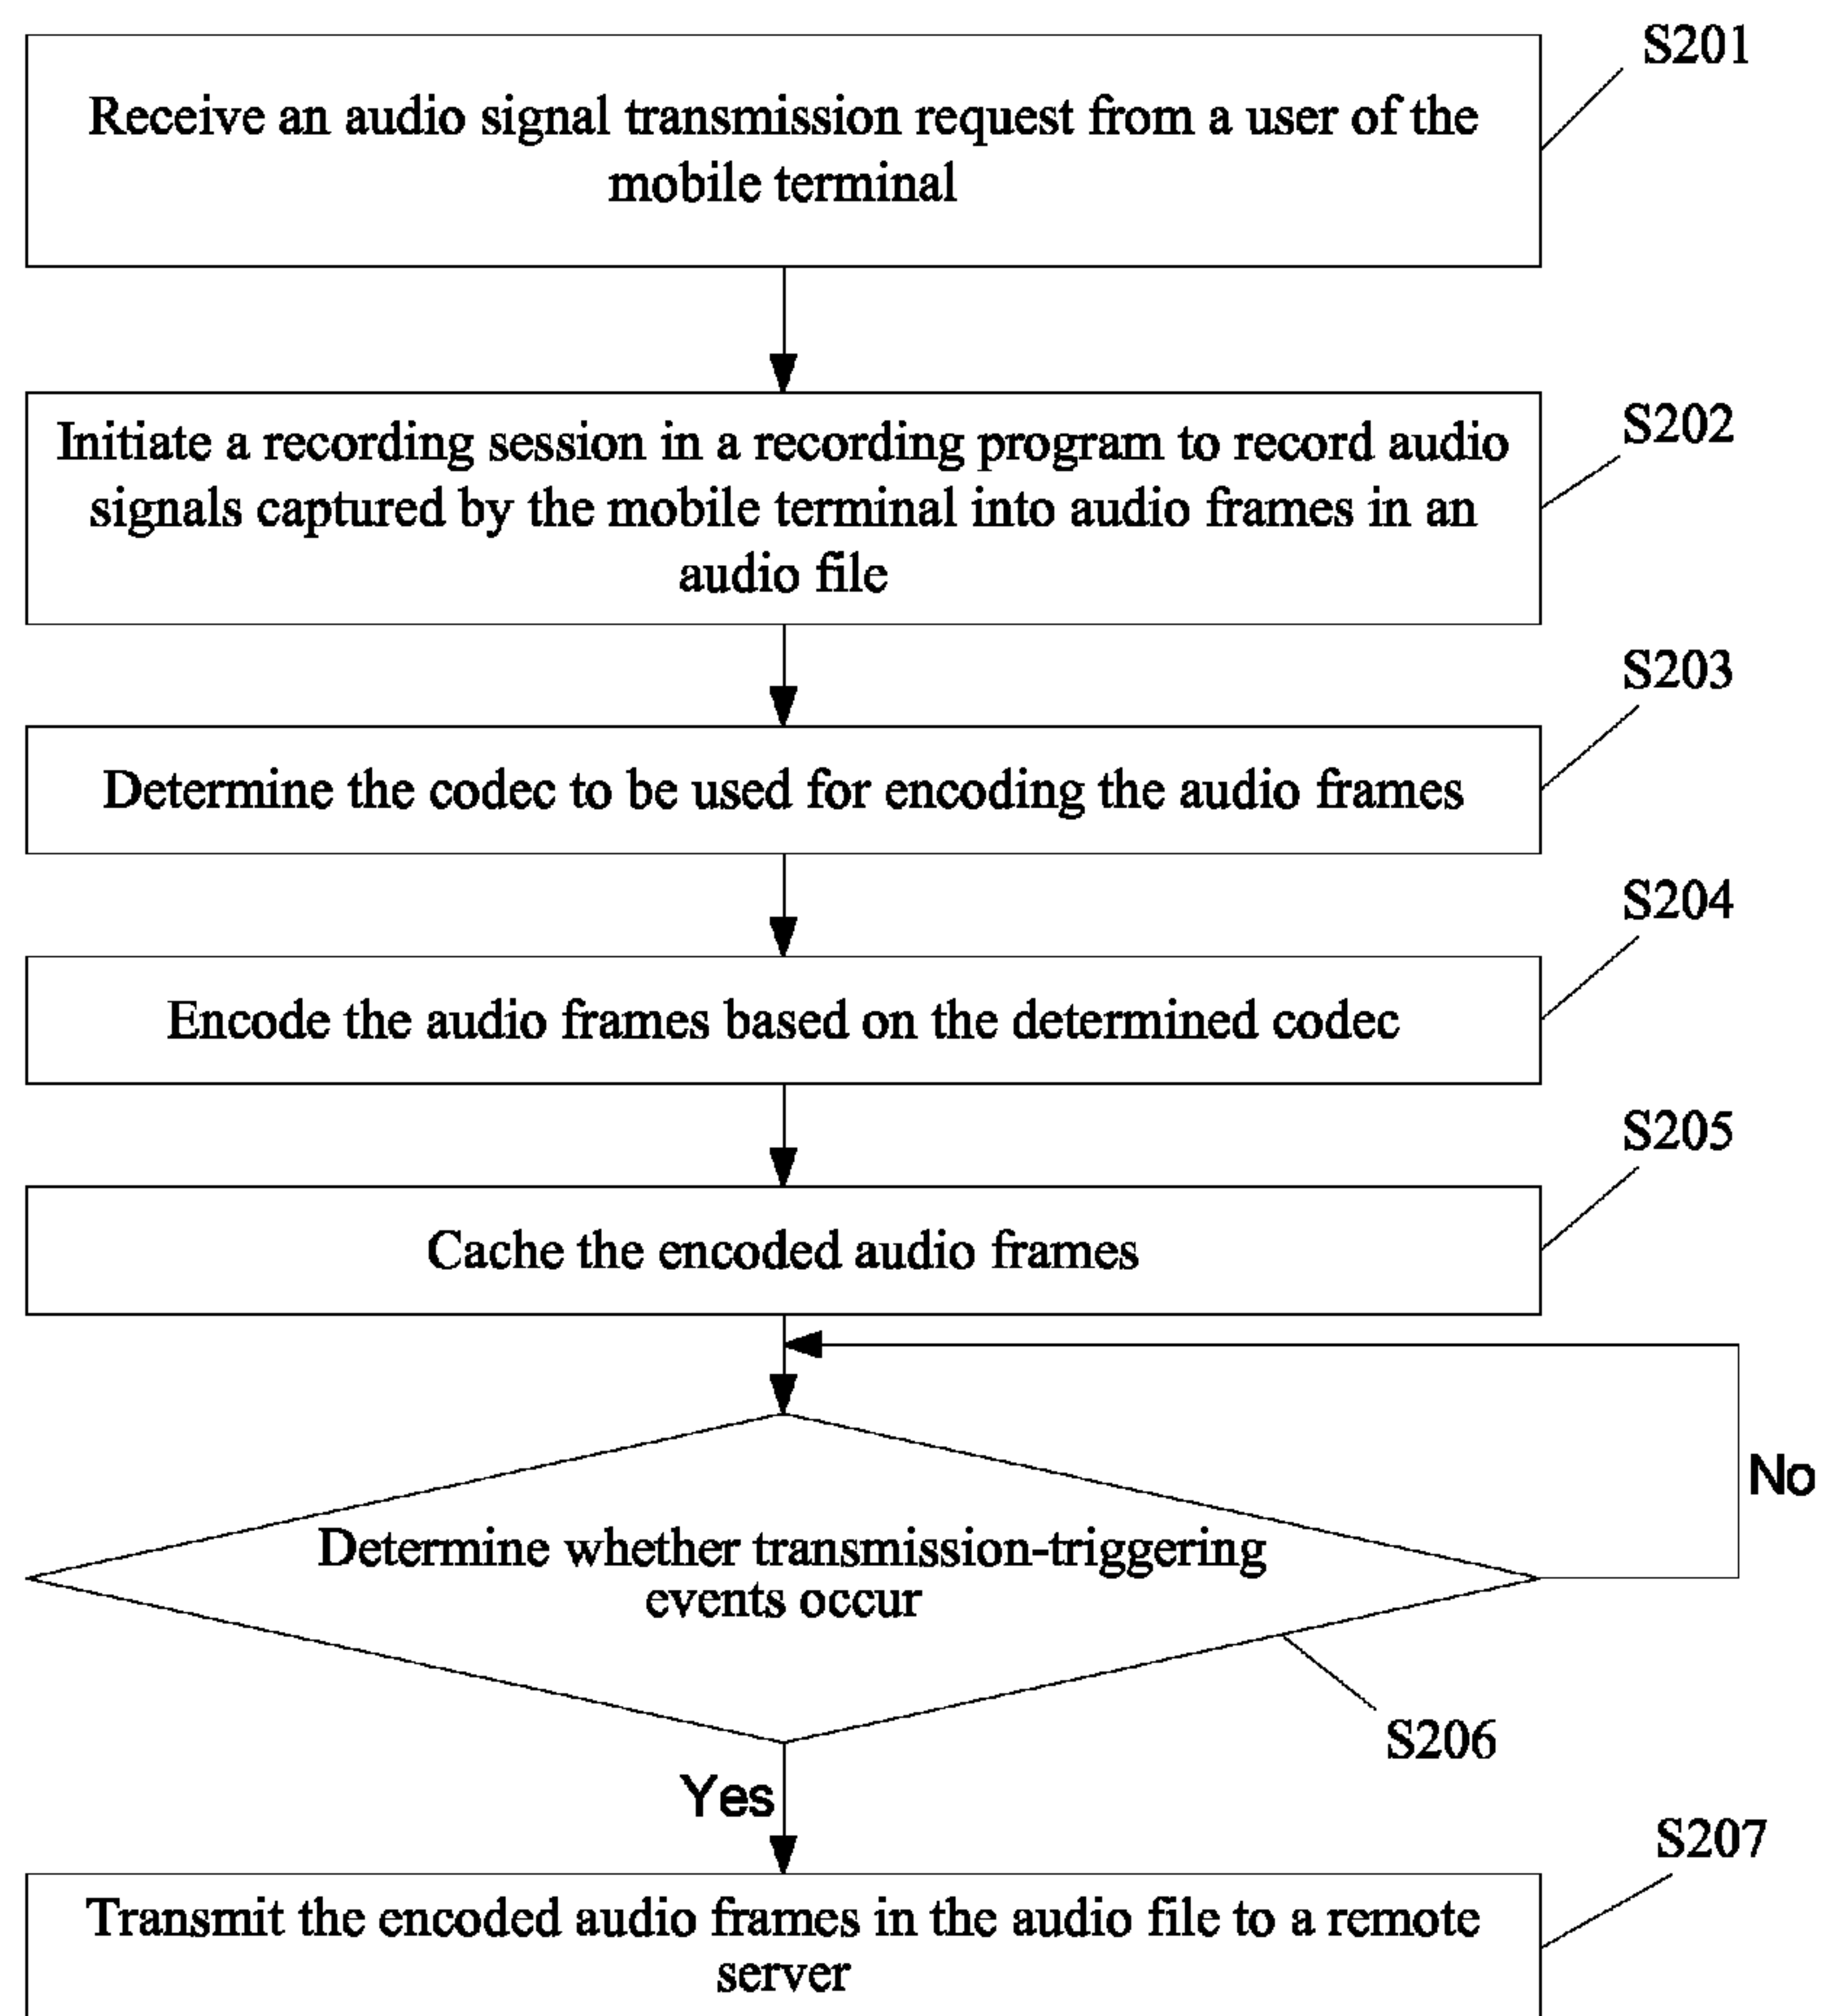 S201
Receive an audio signal transmission request from a user of the
mobile terminal
S202
Initiate a recording session in a recording program to record audio
signals captured by the mobile terminal into audio frames in an
audio file
S203
Determine the codec to be used for encoding the audio frames
S204
Encode the audio frames based on the determined codec
S205
Cache the encoded audio frames
No
Determine whether transmission-triggering
events occur
S206
Yes
S207
Transmit the encoded audio frames in the audio file to a remote
server